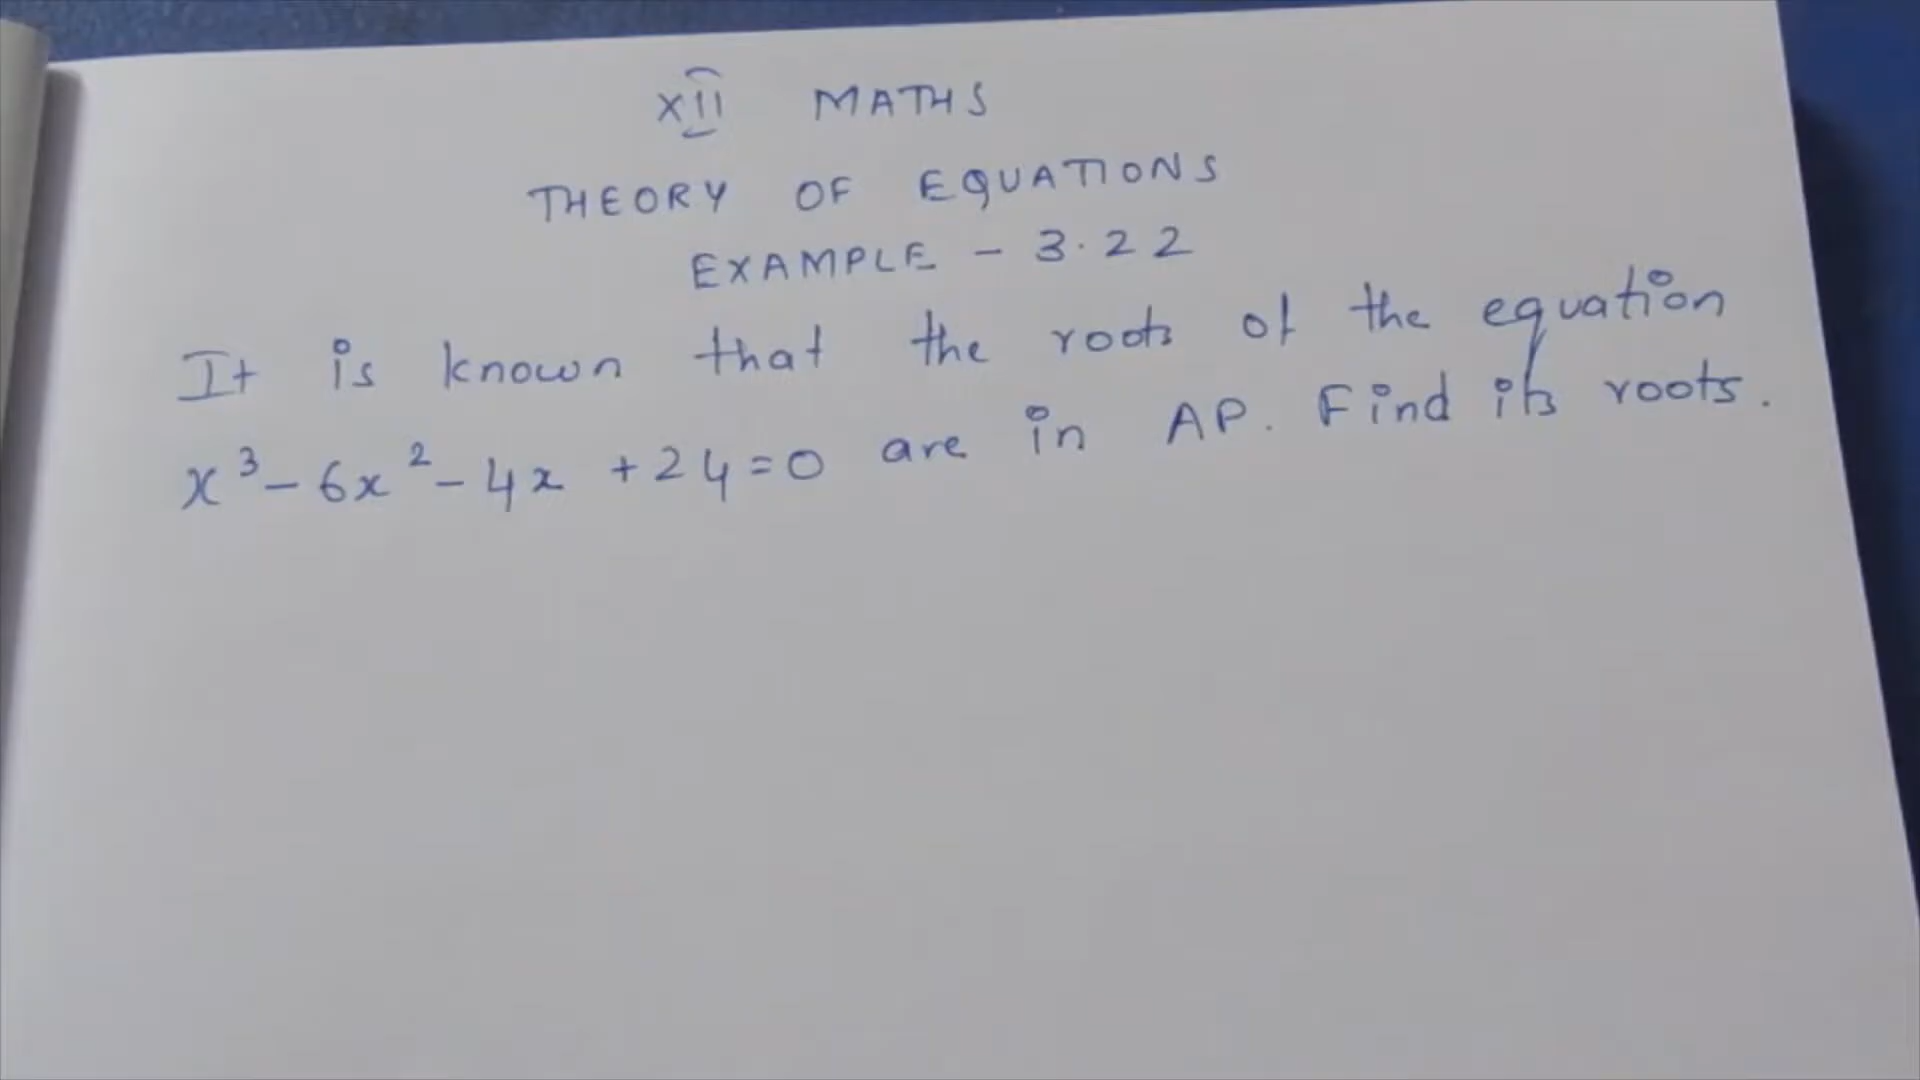 XII MATHS
THEORY OF EQUATIONS
EXAMPLE - 3.22
It is known that the roots of the equation
x³ - 6x² - 4x + 24 = 0 are in AP. Find its roots.